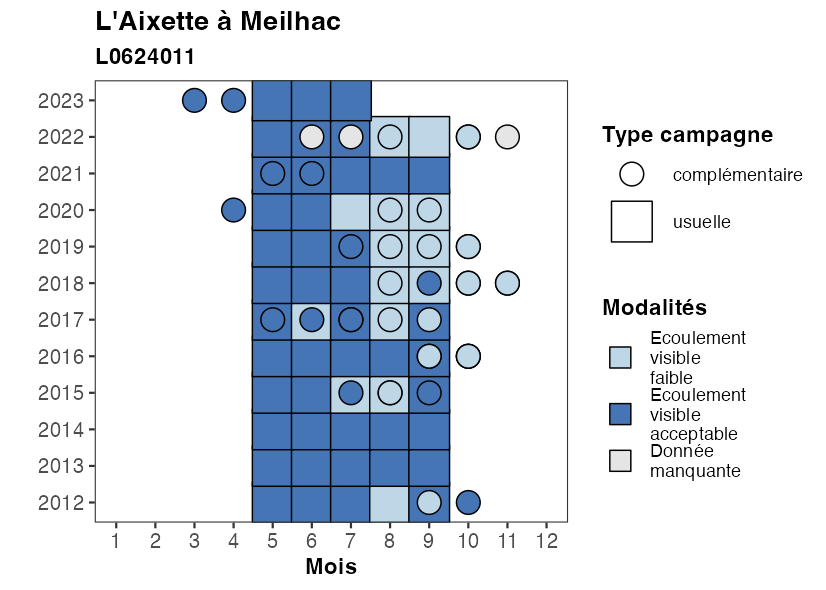 L'Aixette à Meilhac
L0624011
2023
2022
2021
2020
2019
2018
2017
2016
2015
2014
2013
2012
1 2 3 4 5 6 7 8 9 10 11 12
Mois
Type campagne
complémentaire
usuelle
Modalités
Ecoulement
visible
faible
Ecoulement
visible
acceptable
Donnée
manquante